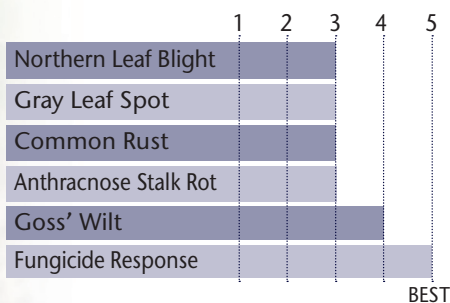 1 2 3 4 5
Northern Leaf Blight
Gray Leaf Spot
Common Rust
Anthracnose Stalk Rot
Goss' Wilt
Fungicide Response
BEST